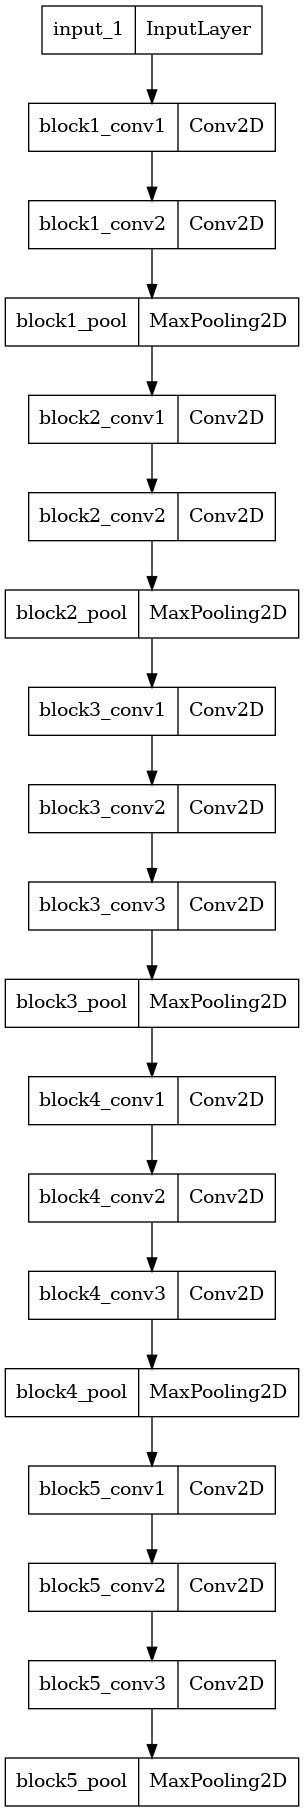 input_1 InputLayer
block1_conv1 Conv2D
block1_conv2 Conv2D
block1_pool MaxPooling2D
block2_conv1 Conv2D
block2_conv2 Conv2D
block2_pool MaxPooling2D
block3_conv1 Conv2D
block3_conv2 Conv2D
block3_conv3 Conv2D
block3_pool MaxPooling2D
block4_conv1 Conv2D
block4_conv2 Conv2D
block4_conv3 Conv2D
block4_pool MaxPooling2D
block5_conv1 Conv2D
block5_conv2 Conv2D
block5_conv3 Conv2D
block5_pool MaxPooling2D